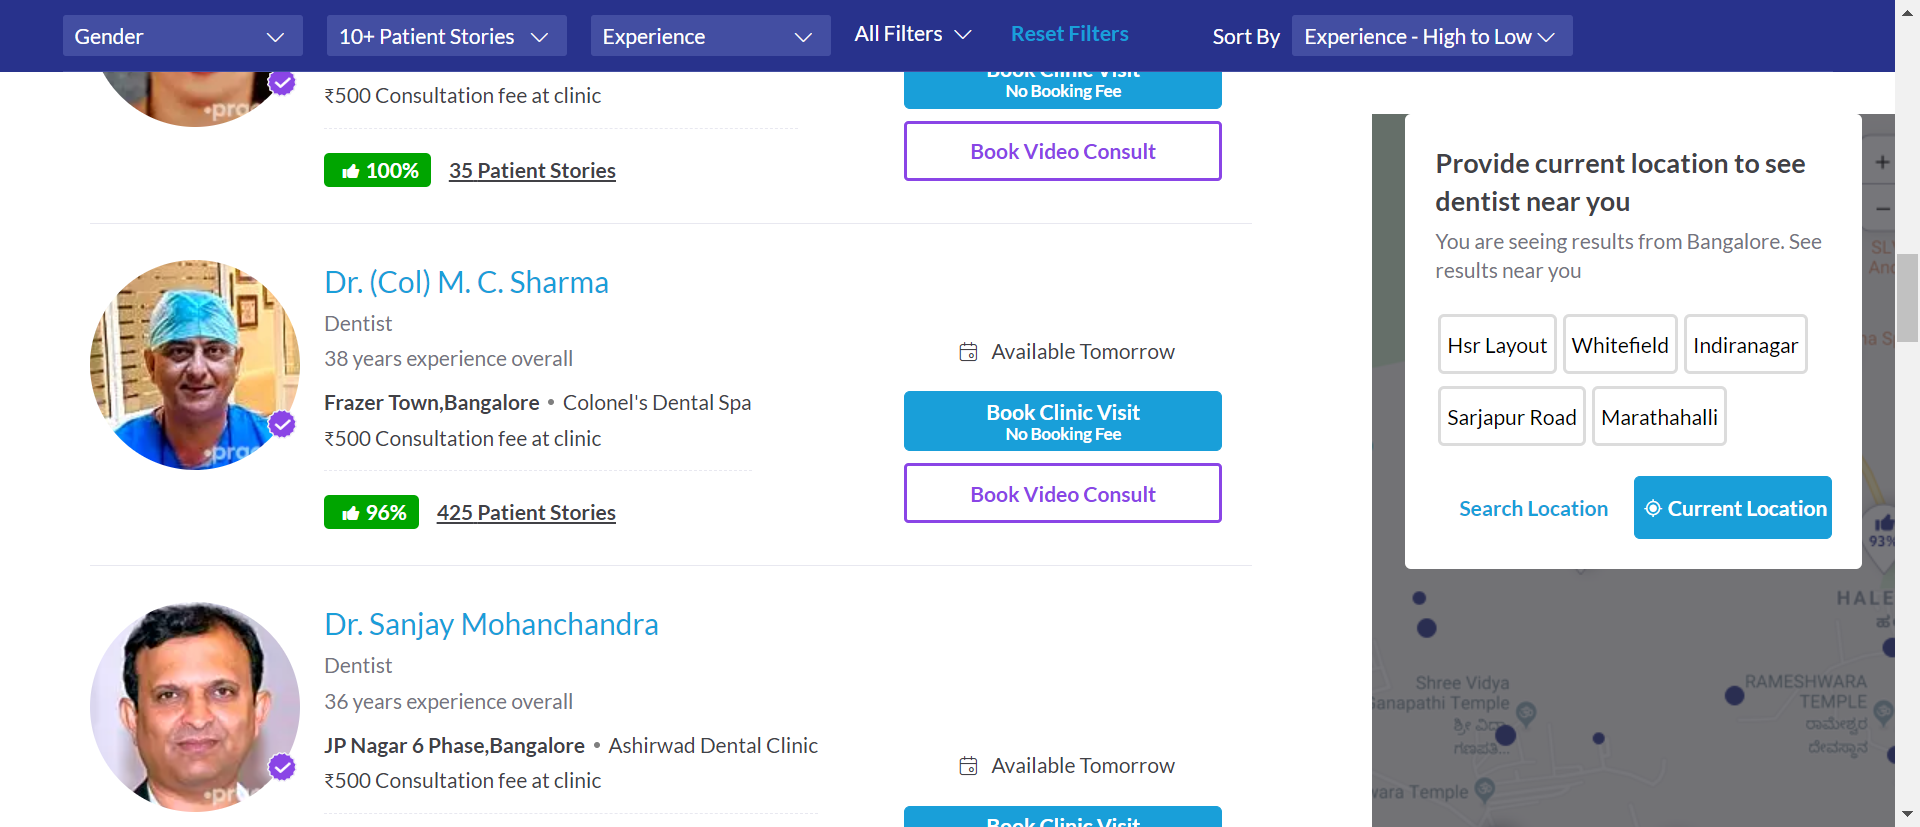 Gender
10+ Patient Stories
Experience
All Filters
Reset Filters
Sort By
Experience - High to Low
₹500 Consultation fee at clinic
100%
35 Patient Stories
Book Clinic Visit
No Booking Fee
Book Video Consult
Dr. (Col) M. C. Sharma
Dentist
38 years experience overall
Frazer Town,Bangalore • Colonel's Dental Spa
₹500 Consultation fee at clinic
96%
425 Patient Stories
Available Tomorrow
Book Clinic Visit
No Booking Fee
Book Video Consult
Dr. Sanjay Mohanchandra
Dentist
36 years experience overall
JP Nagar 6 Phase,Bangalore • Ashirwad Dental Clinic
₹500 Consultation fee at clinic
Available Tomorrow
Book Clinic Visit
Provide current location to see
dentist near you
You are seeing results from Bangalore. See
results near you
Hsr Layout
Whitefield
Indiranagar
Sarjapur Road
Marathahalli
Search Location
Current Location
93%
HALE
Shree Vidya
Ganapathi Temple
ಶ್ರೀ ವಿದ್ಯಾ
ಗಣಪತಿ...
RAMESHWARA
TEMPLE
ರಾಮೇಶ್ವರ
ದೇವಸ್ಥಾನ
Temple